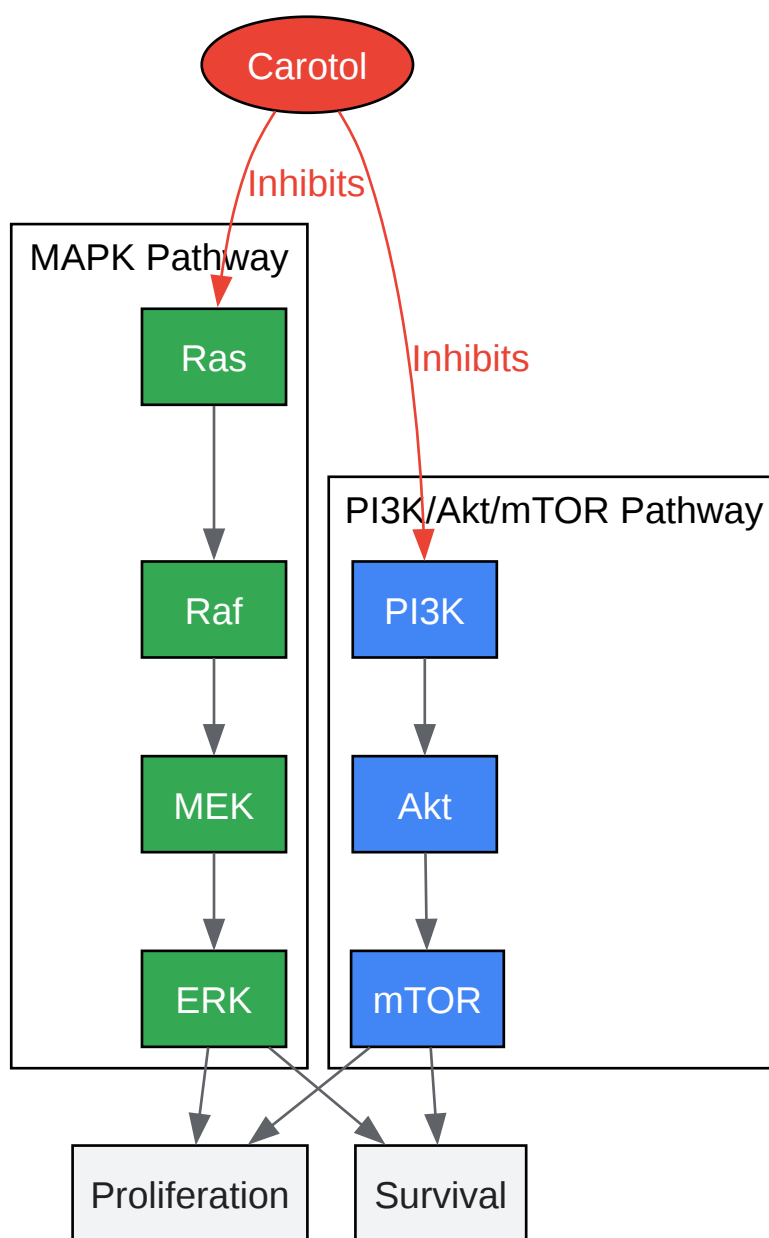 Carotol
Inhibits
MAPK Pathway
Ras
Inhibits
PI3K/Akt/mTOR Pathway
Raf
PI3K
MEK
Akt
ERK
mTOR
Proliferation
Survival